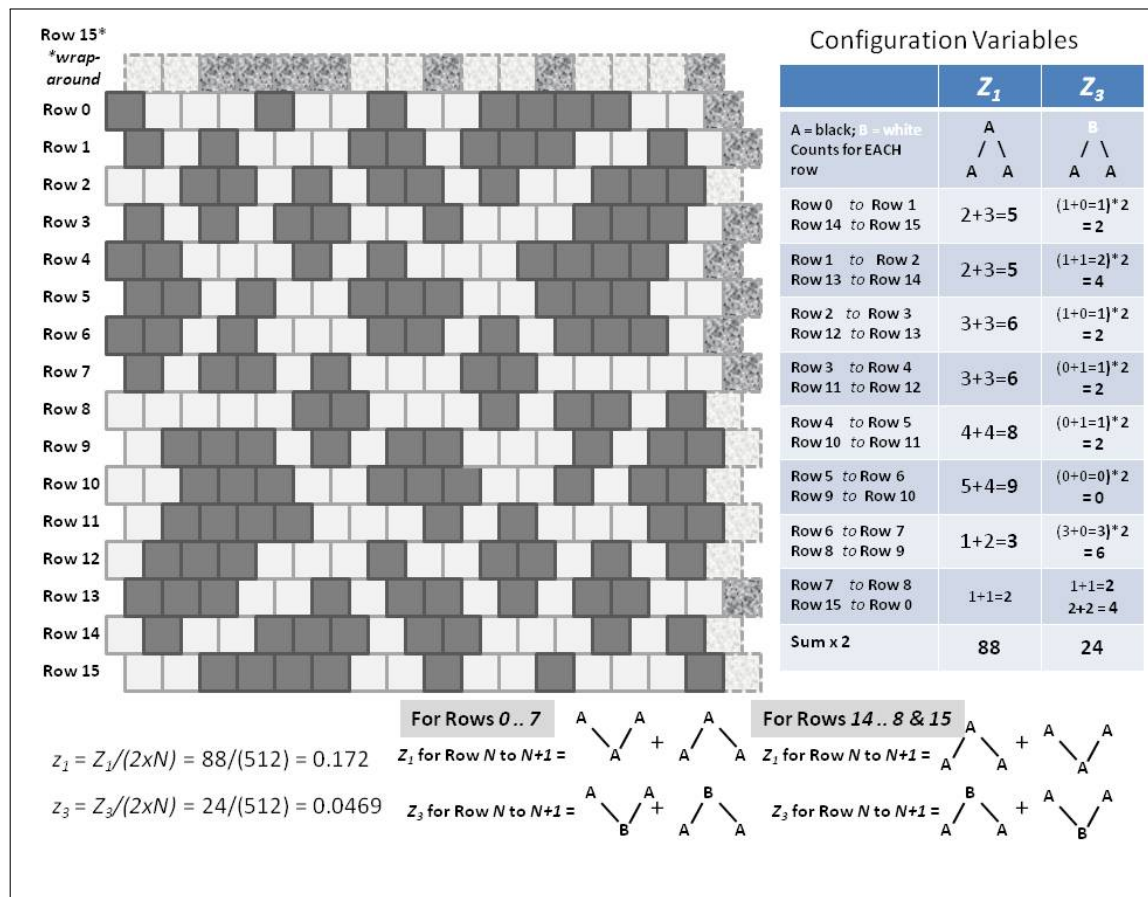 Row 15*
*wrap-
around
Row 0
Row 1
Row 2
Row 3
Row 4
Row 5
Row 6
Row 7
Row 8
Row 9
Row 10
Row 11
Row 12
Row 13
Row 14
Row 15
Configuration Variables
Z1 Z3
A = black; B = white
Counts for EACH
row
A
A A
B
A A
Row 0 to Row 1
Row 14 to Row 15
2+3=5
(1+0=1)*2
= 2
Row 1 to Row 2
Row 13 to Row 14
2+3=5
(1+1=2)*2
= 4
Row 2 to Row 3
Row 12 to Row 13
3+3=6
(1+0=1)*2
= 2
Row 3 to Row 4
Row 11 to Row 12
3+3=6
(0+1=1)*2
= 2
Row 4 to Row 5
Row 10 to Row 11
4+4=8
(0+1=1)*2
= 2
Row 5 to Row 6
Row 9 to Row 10
5+4=9
(0+0=0)*2
= 0
Row 6 to Row 7
Row 8 to Row 9
1+2=3
(3+0=3)*2
= 6
Row 7 to Row 8
Row 15 to Row 0
1+1=2
1+1=2
2+2 = 4
Sum x 2 88 24
z1 = Z1/(2xN) = 88/(512) = 0.172
z3 = Z3/(2xN) = 24/(512) = 0.0469
For Rows 0 .. 7
A A A
Z1 for Row N to N+1 = + 
A A A
A A B
Z3 for Row N to N+1 = +
B A A
For Rows 14 .. 8 & 15
A A A
Z1 for Row N to N+1 = +
A A A
B A A
Z3 for Row N to N+1 = +
A A B